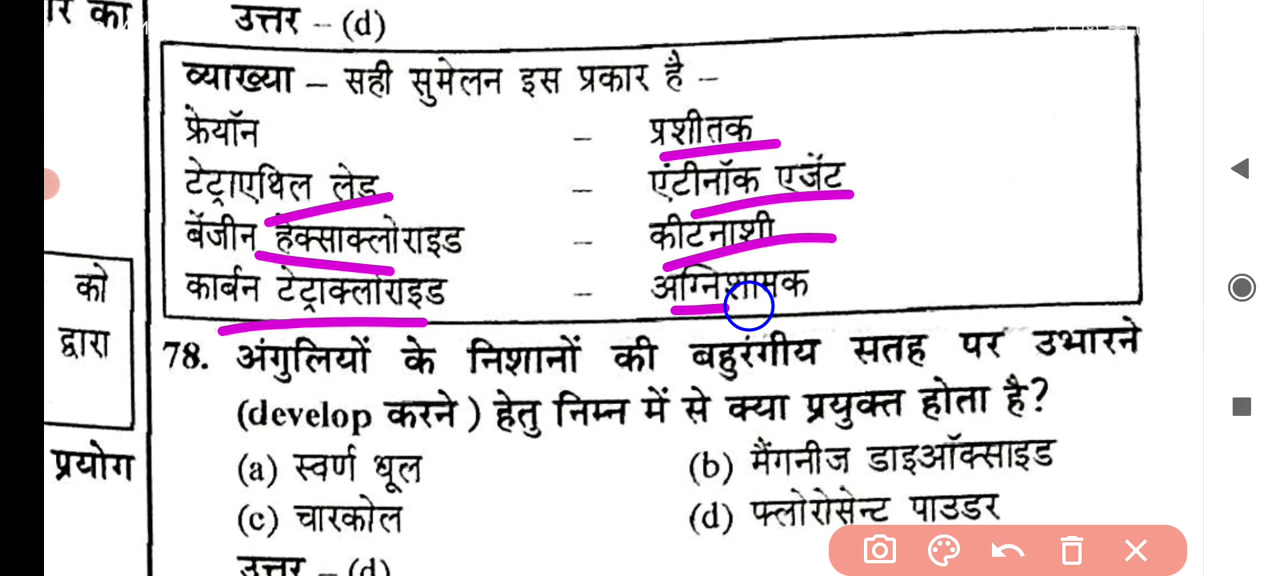 उत्तर – (d)
व्याख्या – सही सुमेलन इस प्रकार है –
फ्रेयॉन – प्रशीतक
टेट्राएथिल लेड – एंटीनॉक एजेंट
बेंजीन हेक्साक्लोराइड – कीटनाशी
कार्बन टेट्राक्लोराइड – अग्निशामक
को
द्वारा
प्रयोग
78. अंगुलियों के निशानों की बहुरंगीय सतह पर उभारने
(develop करने) हेतु निम्न में से क्या प्रयुक्त होता है?
(a) स्वर्ण धूल (b) मैंगनीज डाइऑक्साइड
(c) चारकोल (d) फ्लोरोसेन्ट पाउडर
उत्तर – (d)